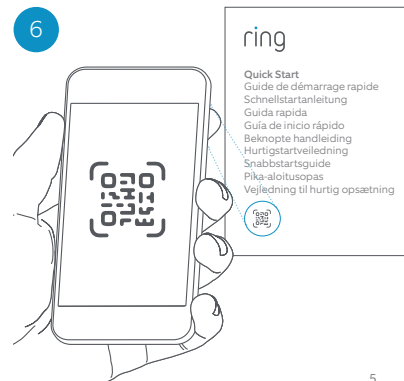 6
ring
Quick Start
Guide de démarrage rapide
Schnellstartanleitung
Guida rapida
Guía de inicio rápido
Beknopte handleiding
Hurtigstartveiledning
Snabbstartsguide
Pika-aloitusopas
Vejledning til hurtig opsætning
5